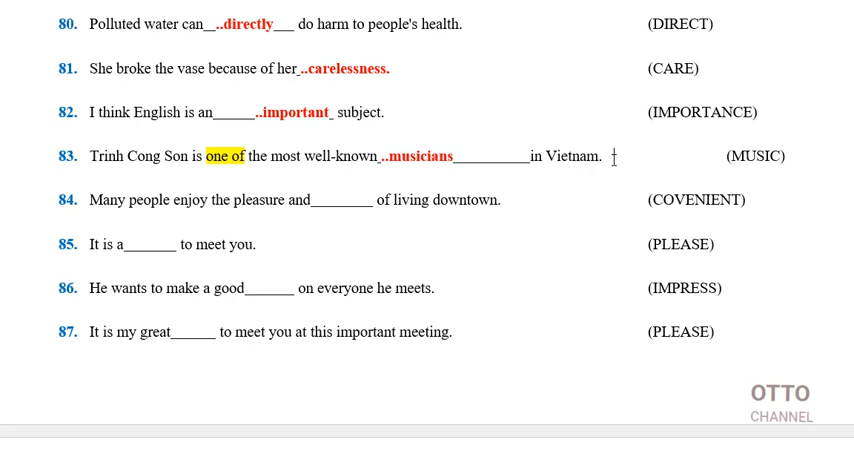 80. Polluted water can__..directly___ do harm to people's health. (DIRECT)
81. She broke the vase because of her_..carelessness. (CARE)
82. I think English is an______..important_ subject. (IMPORTANCE)
83. Trinh Cong Son is one of the most well-known_..musicians___________in Vietnam. (MUSIC)
84. Many people enjoy the pleasure and_________ of living downtown. (COVENIENT)
85. It is a_______ to meet you. (PLEASE)
86. He wants to make a good_______ on everyone he meets. (IMPRESS)
87. It is my great______ to meet you at this important meeting. (PLEASE)
OTTO
CHANNEL